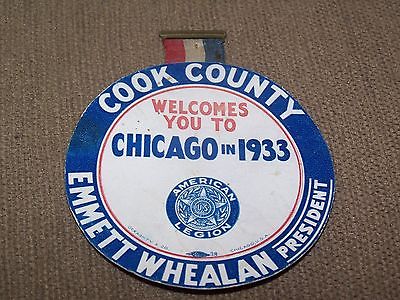 COOK COUNTY
WELCOMES
YOU TO
CHICAGO IN 1933
AMERICAN
U S
LEGION
EMMETT WHEALAN PRESIDENT